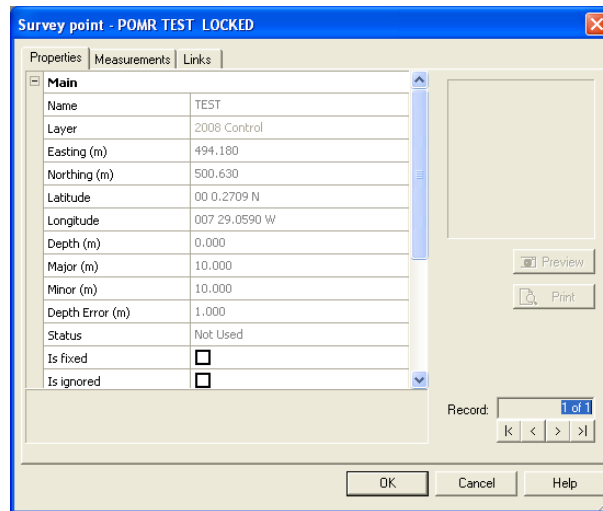 Survey point - POMR TEST LOCKED
Properties Measurements Links
Main
Name TEST
Layer 2008 Control
Easting (m) 494.180
Northing (m) 500.630
Latitude 00 0.2709 N
Longitude 007 29.0590 W
Depth (m) 0.000
Major (m) 10.000
Minor (m) 10.000
Depth Error (m) 1.000
Status Not Used
Is fixed
Is ignored
Preview
Print
Record: 1 of 1
OK Cancel Help